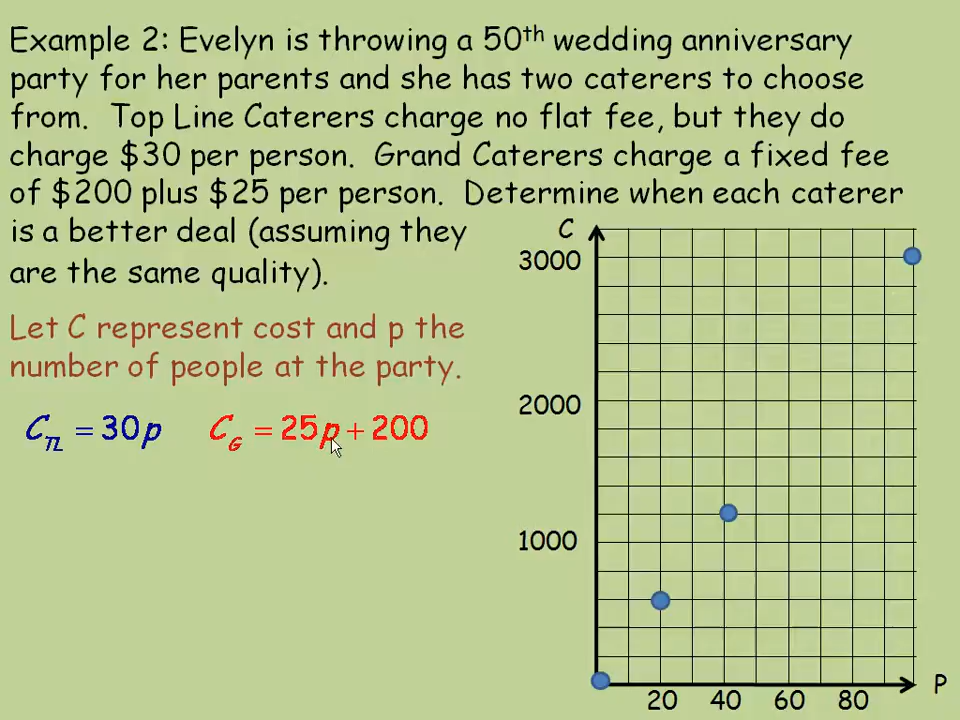 Example 2: Evelyn is throwing a 50th wedding anniversary
party for her parents and she has two caterers to choose
from. Top Line Caterers charge no flat fee, but they do
charge $30 per person. Grand Caterers charge a fixed fee
of $200 plus $25 per person. Determine when each caterer
is a better deal (assuming they
are the same quality).
Let C represent cost and p the
number of people at the party.
C_TL = 30p C_G = 25p + 200
C
3000
2000
1000
20 40 60 80 P